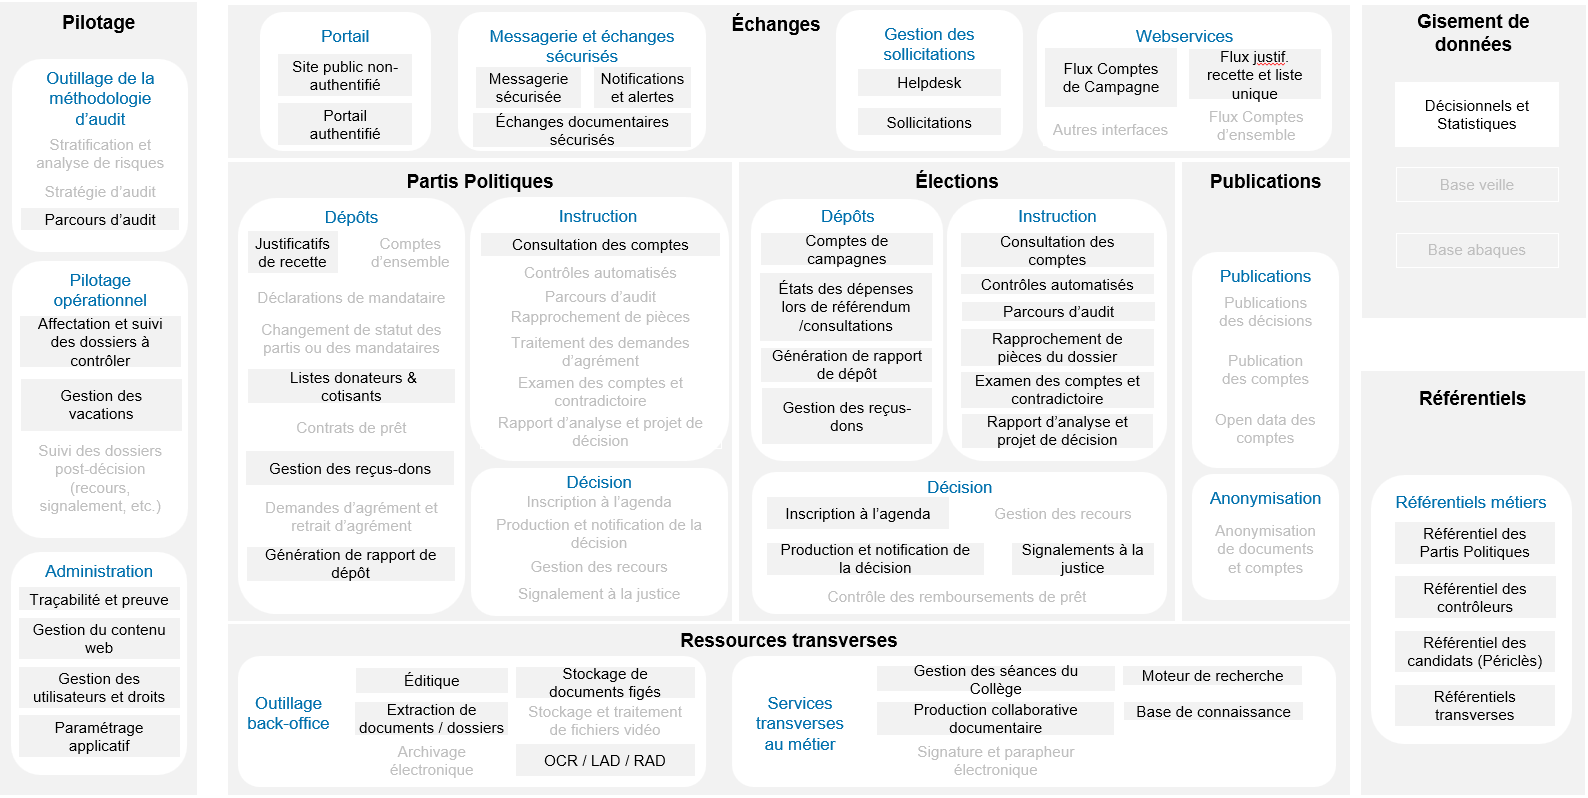 Pilotage
Outillage de la
méthodologie
d'audit
Stratification et
analyse de risques
Stratégie d'audit
Parcours d'audit
Pilotage
opérationnel
Affectation et suivi
des dossiers à
contrôler
Gestion des
vacations
Suivi des dossiers
post-décision
(recours,
signalement, etc.)
Administration
Traçabilité et preuve
Gestion du contenu
web
Gestion des
utilisateurs et droits
Paramétrage
applicatif
Échanges
Portail
Site public non-
authentifié
Portail
authentifié
Messagerie et échanges
sécurisés
Messagerie
sécurisée
Notifications
et alertes
Échanges documentaires
sécurisés
Gestion des
sollicitations
Helpdesk
Sollicitations
Webservices
Flux Comptes
de Campagne
Flux justif.
recette et liste
unique
Autres interfaces
Flux Comptes
d'ensemble
Partis Politiques
Dépôts
Justificatifs
de recette
Comptes
d'ensemble
Déclarations de mandataire
Changement de statut des
partis ou des mandataires
Listes donateurs &
cotisants
Contrats de prêt
Gestion des reçus-dons
Demandes d'agrément et
retrait d'agrément
Génération de rapport de
dépôt
Instruction
Consultation des comptes
Contrôles automatisés
Parcours d'audit
Rapprochement de pièces
Traitement des demandes
d'agrément
Examen des comptes et
contradictoire
Rapport d'analyse et projet de
décision
Décision
Inscription à l'agenda
Production et notification de la
décision
Gestion des recours
Signalement à la justice
Élections
Dépôts
Comptes de
campagnes
États des dépenses
lors de référendum
/consultations
Génération de rapport
de dépôt
Gestion des reçus-
dons
Instruction
Consultation des
comptes
Contrôles automatisés
Parcours d'audit
Rapprochement de
pièces du dossier
Examen des comptes et
contradictoire
Rapport d'analyse et
projet de décision
Décision
Inscription à l'agenda
Gestion des recours
Production et notification de
la décision
Signalements à la
justice
Contrôle des remboursements de prêt
Publications
Publications
Publications
des décisions
Publication
des comptes
Open data des
comptes
Anonymisation
Anonymisation
de documents
et comptes
Ressources transverses
Outillage
back-office
Éditique
Stockage de
documents figés
Extraction de
documents / dossiers
Stockage et traitement
de fichiers vidéo
Archivage
électronique
OCR / LAD / RAD
Services
transverses
au métier
Gestion des séances du
Collège
Moteur de recherche
Production collaborative
documentaire
Base de connaissance
Signature et parapheur
électronique
Gisement de
données
Décisionnels et
Statistiques
Base veille
Base abaques
Référentiels
Référentiels métiers
Référentiel des
Partis Politiques
Référentiel des
contrôleurs
Référentiel des
candidats (Périclès)
Référentiels
transverses